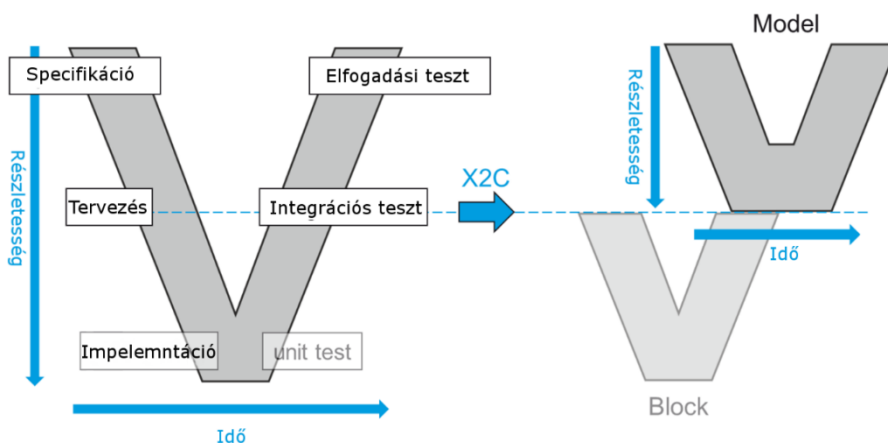 Specifikáció
Elfogadási teszt
Részletesség
Tervezés
Integrációs teszt
Impelemntáció
unit test
Idő
X2C
Model
Részletesség
Idő
Block